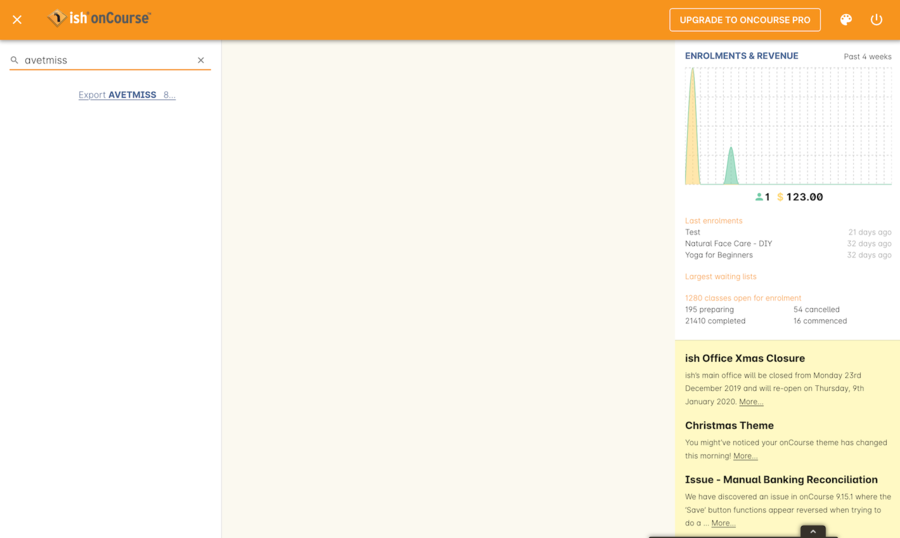 ish onCourse
UPGRADE TO ONCOURSE PRO
avetmiss
Export AVETMISS 8...
ENROLMENTS & REVENUE
Past 4 weeks
1 $ 123.00
Last enrolments
Test 21 days ago
Natural Face Care - DIY 32 days ago
Yoga for Beginners 32 days ago
Largest waiting lists
1280 classes open for enrolment
195 preparing 54 cancelled
21410 completed 16 commenced
ish Office Xmas Closure
ish's main office will be closed from Monday 23rd
December 2019 and will re-open on Thursday, 9th
January 2020. More...
Christmas Theme
You might've noticed your onCourse theme has changed
this morning! More...
Issue - Manual Banking Reconciliation
We have discovered an issue in onCourse 9.15.1 where the
'Save' button functions appear reversed when trying to
do a ... More...